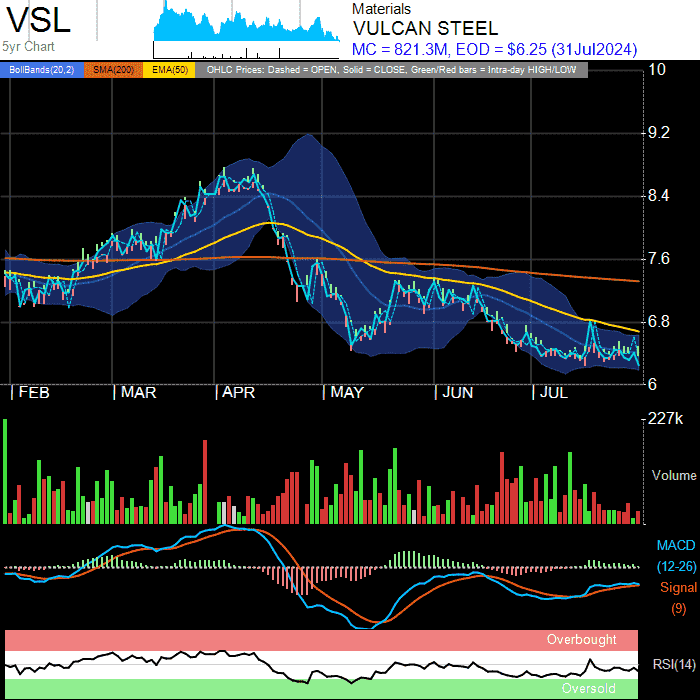 VSL
5yr Chart
Materials
VULCAN STEEL
MC = 821.3M, EOD = $6.25 (31Jul2024)
BollBands(20,2) SMA(200) EMA(50) OHLC Prices: Dashed = OPEN, Solid = CLOSE, Green/Red bars = Intra-day HIGH/LOW
10
9.2
8.4
7.6
6.8
6
FEB MAR APR MAY JUN JUL
227k
Volume
MACD
(12-26)
Signal
(9)
Overbought
RSI(14)
Oversold